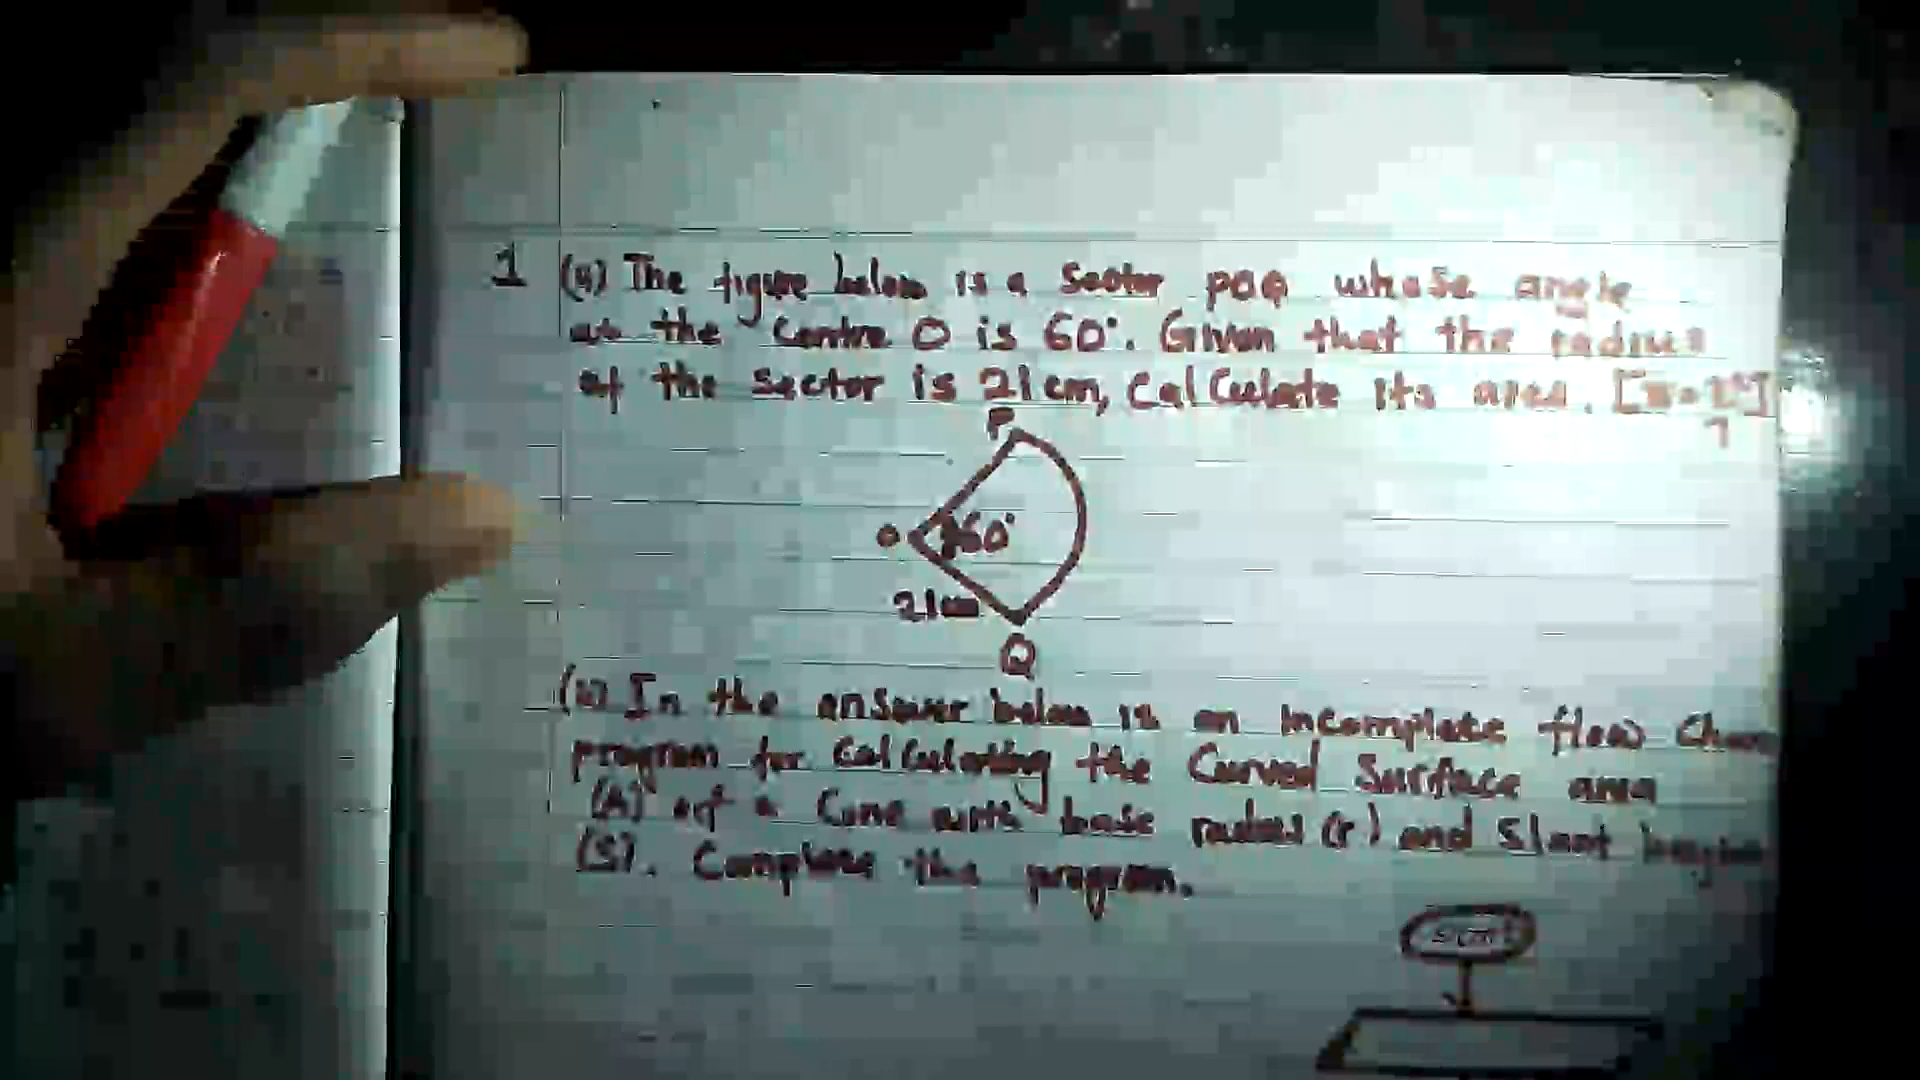 1 (a) The figure below is a Sector POQ whose angle
at the Centre O is 60°. Given that the radius
of the Sector is 21cm, Calculate its area. [π=22/7]
P
O 60°
21cm
Q
(b) In the answer below is an incomplete flow
program for Calculating the Curved Surface area
(A) of a Cone with base radius (r) and Slant
(S). Complete the program.
Start